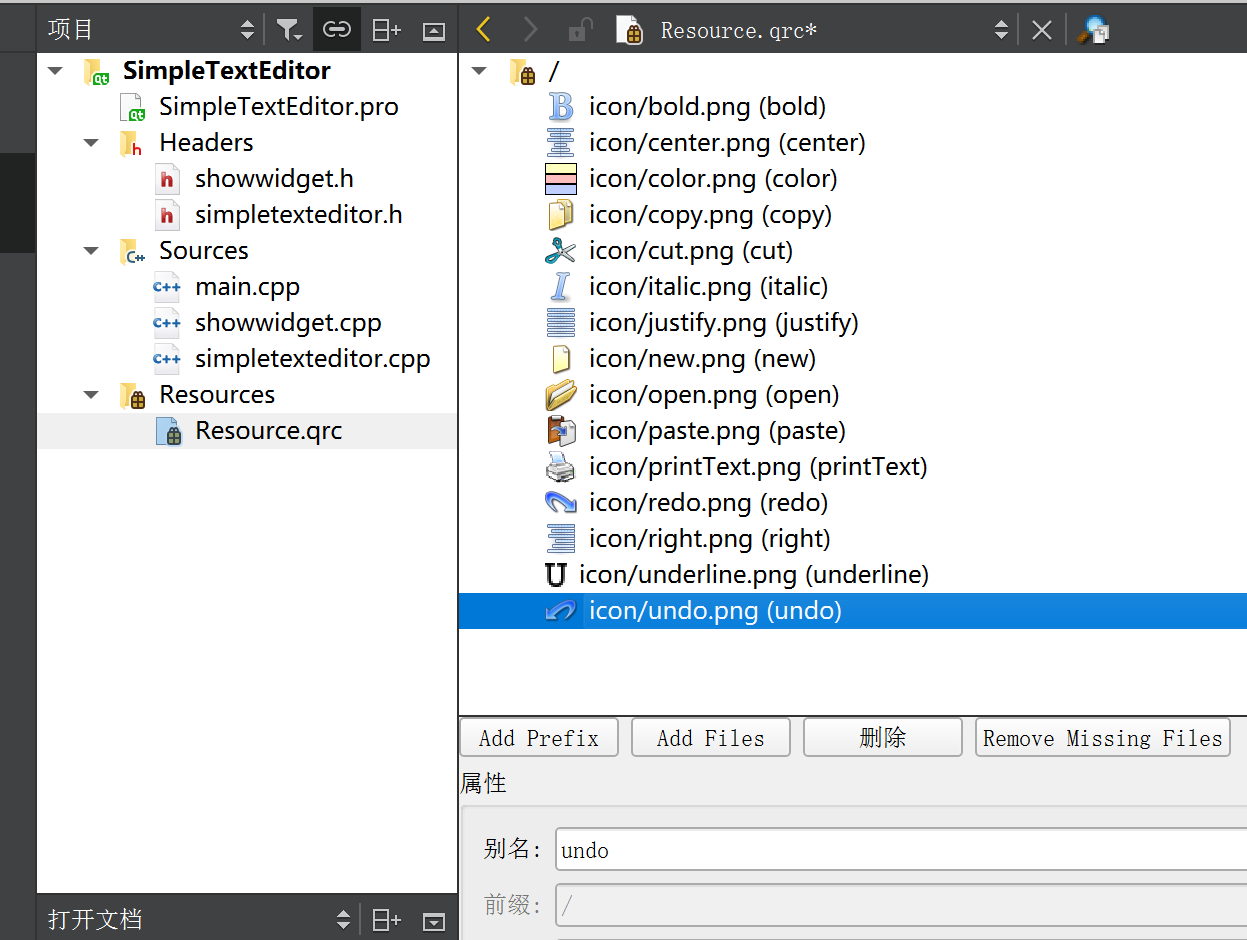 项目
SimpleTextEditor
SimpleTextEditor.pro
Headers
showwidget.h
simpletexteditor.h
Sources
main.cpp
showwidget.cpp
simpletexteditor.cpp
Resources
Resource.qrc
打开文档
Resource.qrc*
/
icon/bold.png (bold)
icon/center.png (center)
icon/color.png (color)
icon/copy.png (copy)
icon/cut.png (cut)
icon/italic.png (italic)
icon/justify.png (justify)
icon/new.png (new)
icon/open.png (open)
icon/paste.png (paste)
icon/printText.png (printText)
icon/redo.png (redo)
icon/right.png (right)
icon/underline.png (underline)
icon/undo.png (undo)
Add Prefix Add Files 删除 Remove Missing Files
属性
别名: undo
前缀: /